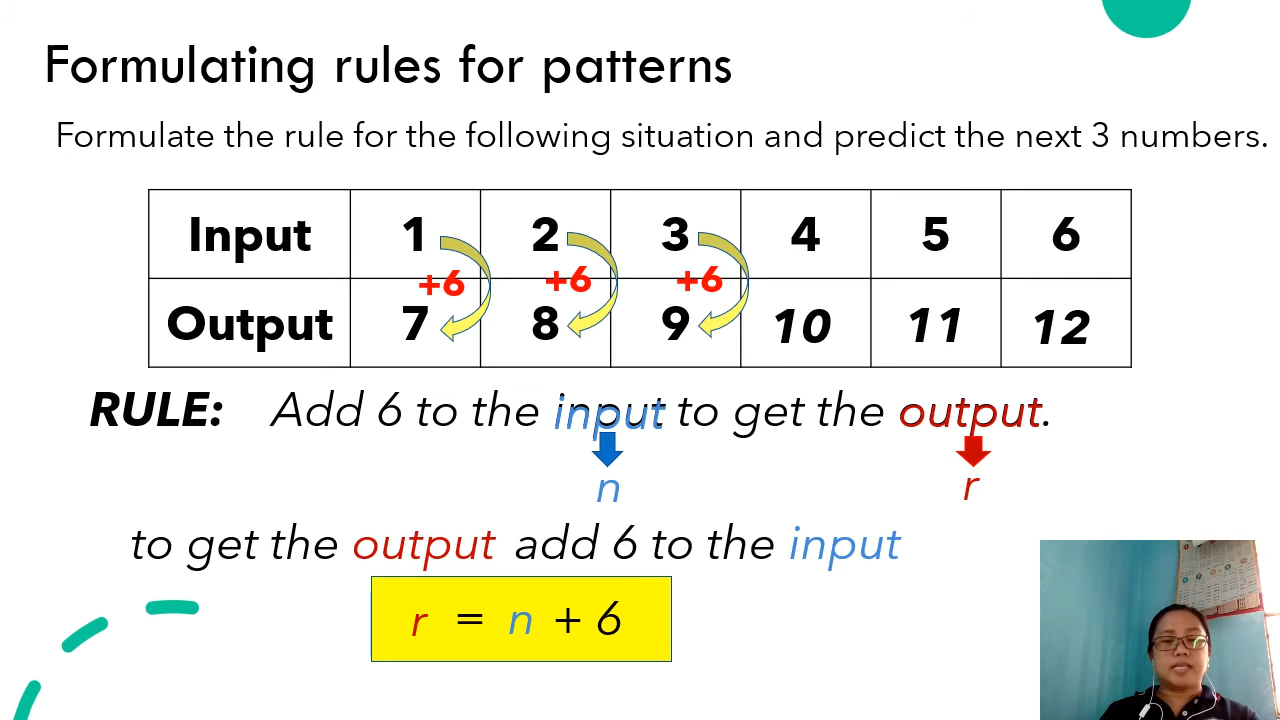 Formulating rules for patterns
Formulate the rule for the following situation and predict the next 3 numbers.
Input 1 2 3 4 5 6
+6 +6 +6
Output 7 8 9 10 11 12
RULE: Add 6 to the input to get the output.
n r
to get the output add 6 to the input
r = n + 6